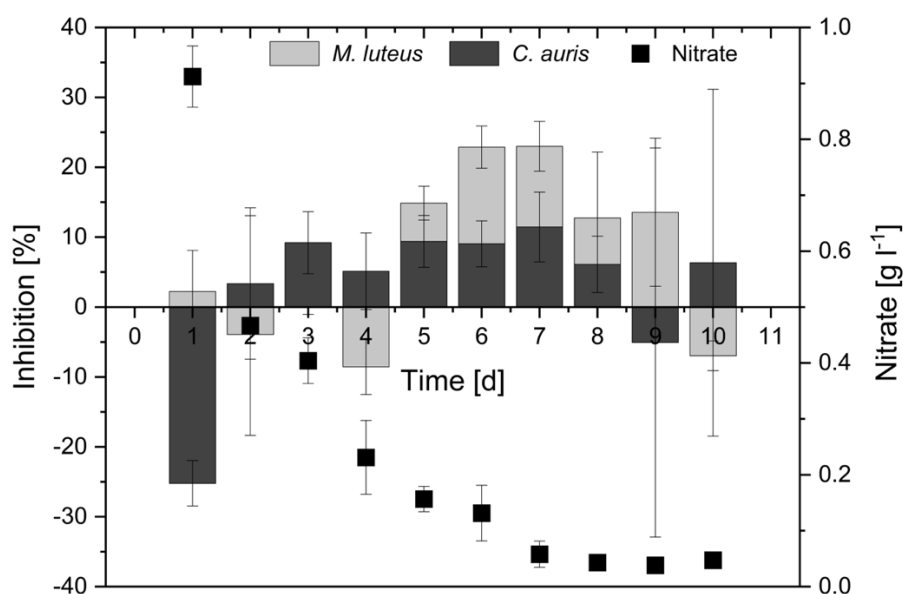 40
30
20
10
0
-10
-20
-30
-40
Inhibition [%]
M. luteus
C. auris
Nitrate
0 1 2 3 4 5 6 7 8 9 10 11
Time [d]
1.0
0.8
0.6
0.4
0.2
0.0
Nitrate [g l⁻¹]